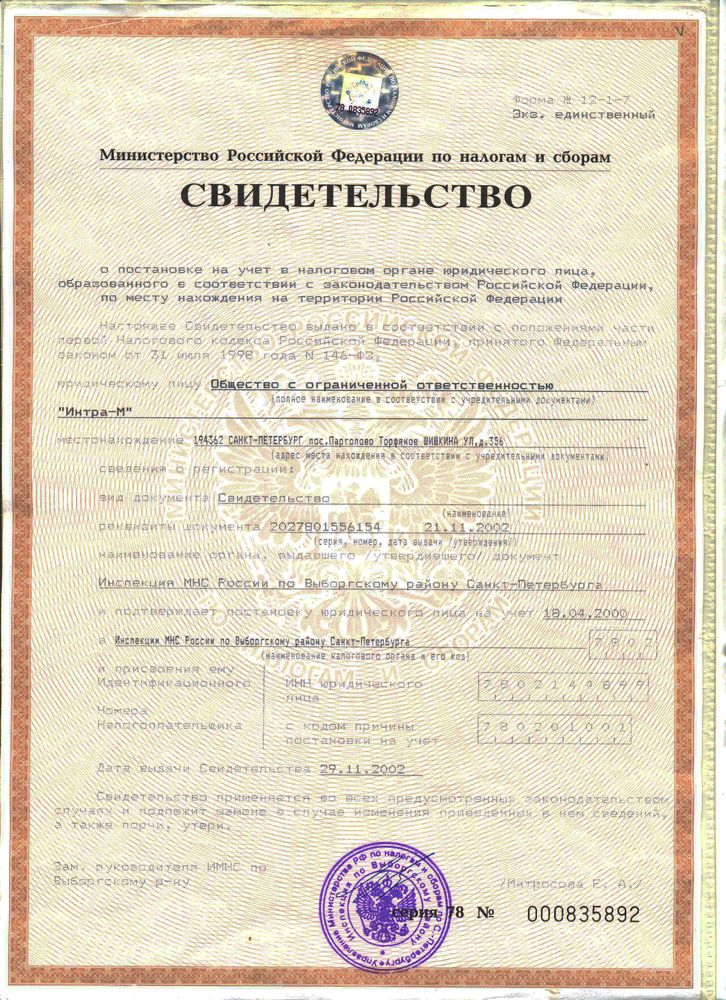 78 0835892
Форма № 12-1-7
Экз. единственный
Министерство Российской Федерации по налогам и сборам
СВИДЕТЕЛЬСТВО
о постановке на учет в налоговом органе юридического лица,
образованного в соответствии с законодательством Российской Федерации,
по месту нахождения на территории Российской Федерации
Настоящее Свидетельство выдано в соответствии с положениями части
первой Налогового кодекса Российской Федерации, принятого Федеральным
законом от 31 июля 1998 года N 146-ФЗ,
юридическому лицу Общество с ограниченной ответственностью
(полное наименование в соответствии с учредительными документами)
"Интра-М"
местонахождение 194362 САНКТ-ПЕТЕРБУРГ пос.Парголово Торфяное ШИШКИНА УЛ.д.356
(адрес места нахождения в соответствии с учредительными документами)
сведения о регистрации:
вид документа Свидетельство
(наименование)
реквизиты документа 2027801556154 21.11.2002
(серия, номер, дата выдачи /утверждения/)
наименование органа, выдавшего /утвердившего/ документ
Инспекция МНС России по Выборгскому району Санкт-Петербурга
и подтверждает постановку юридического лица на учет 18.04.2000
в Инспекции МНС России по Выборгскому району Санкт-Петербурга 7802
(наименование налогового органа и его код)
и присвоения ему
Идентификационного ИНН юридического лица 7802144899
Номера
Налогоплательщика с кодом причины постановки на учет 780201001
Дата выдачи Свидетельства 29.11.2002
Свидетельство применяется во всех предусмотренных законодательством
случаях и подлежит замене в случае изменения приведенных в нем сведений,
а также порчи, утери.
Зам. руководителя ИМНС по
Выборгскому р-ну /Матросова Е. А./
серия 78 № 000835892